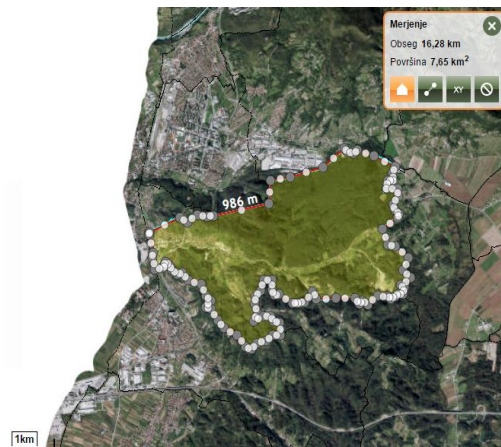 Merjenje
Obseg 16,28 km
Površina 7,65 km²
XY
986 m
1km